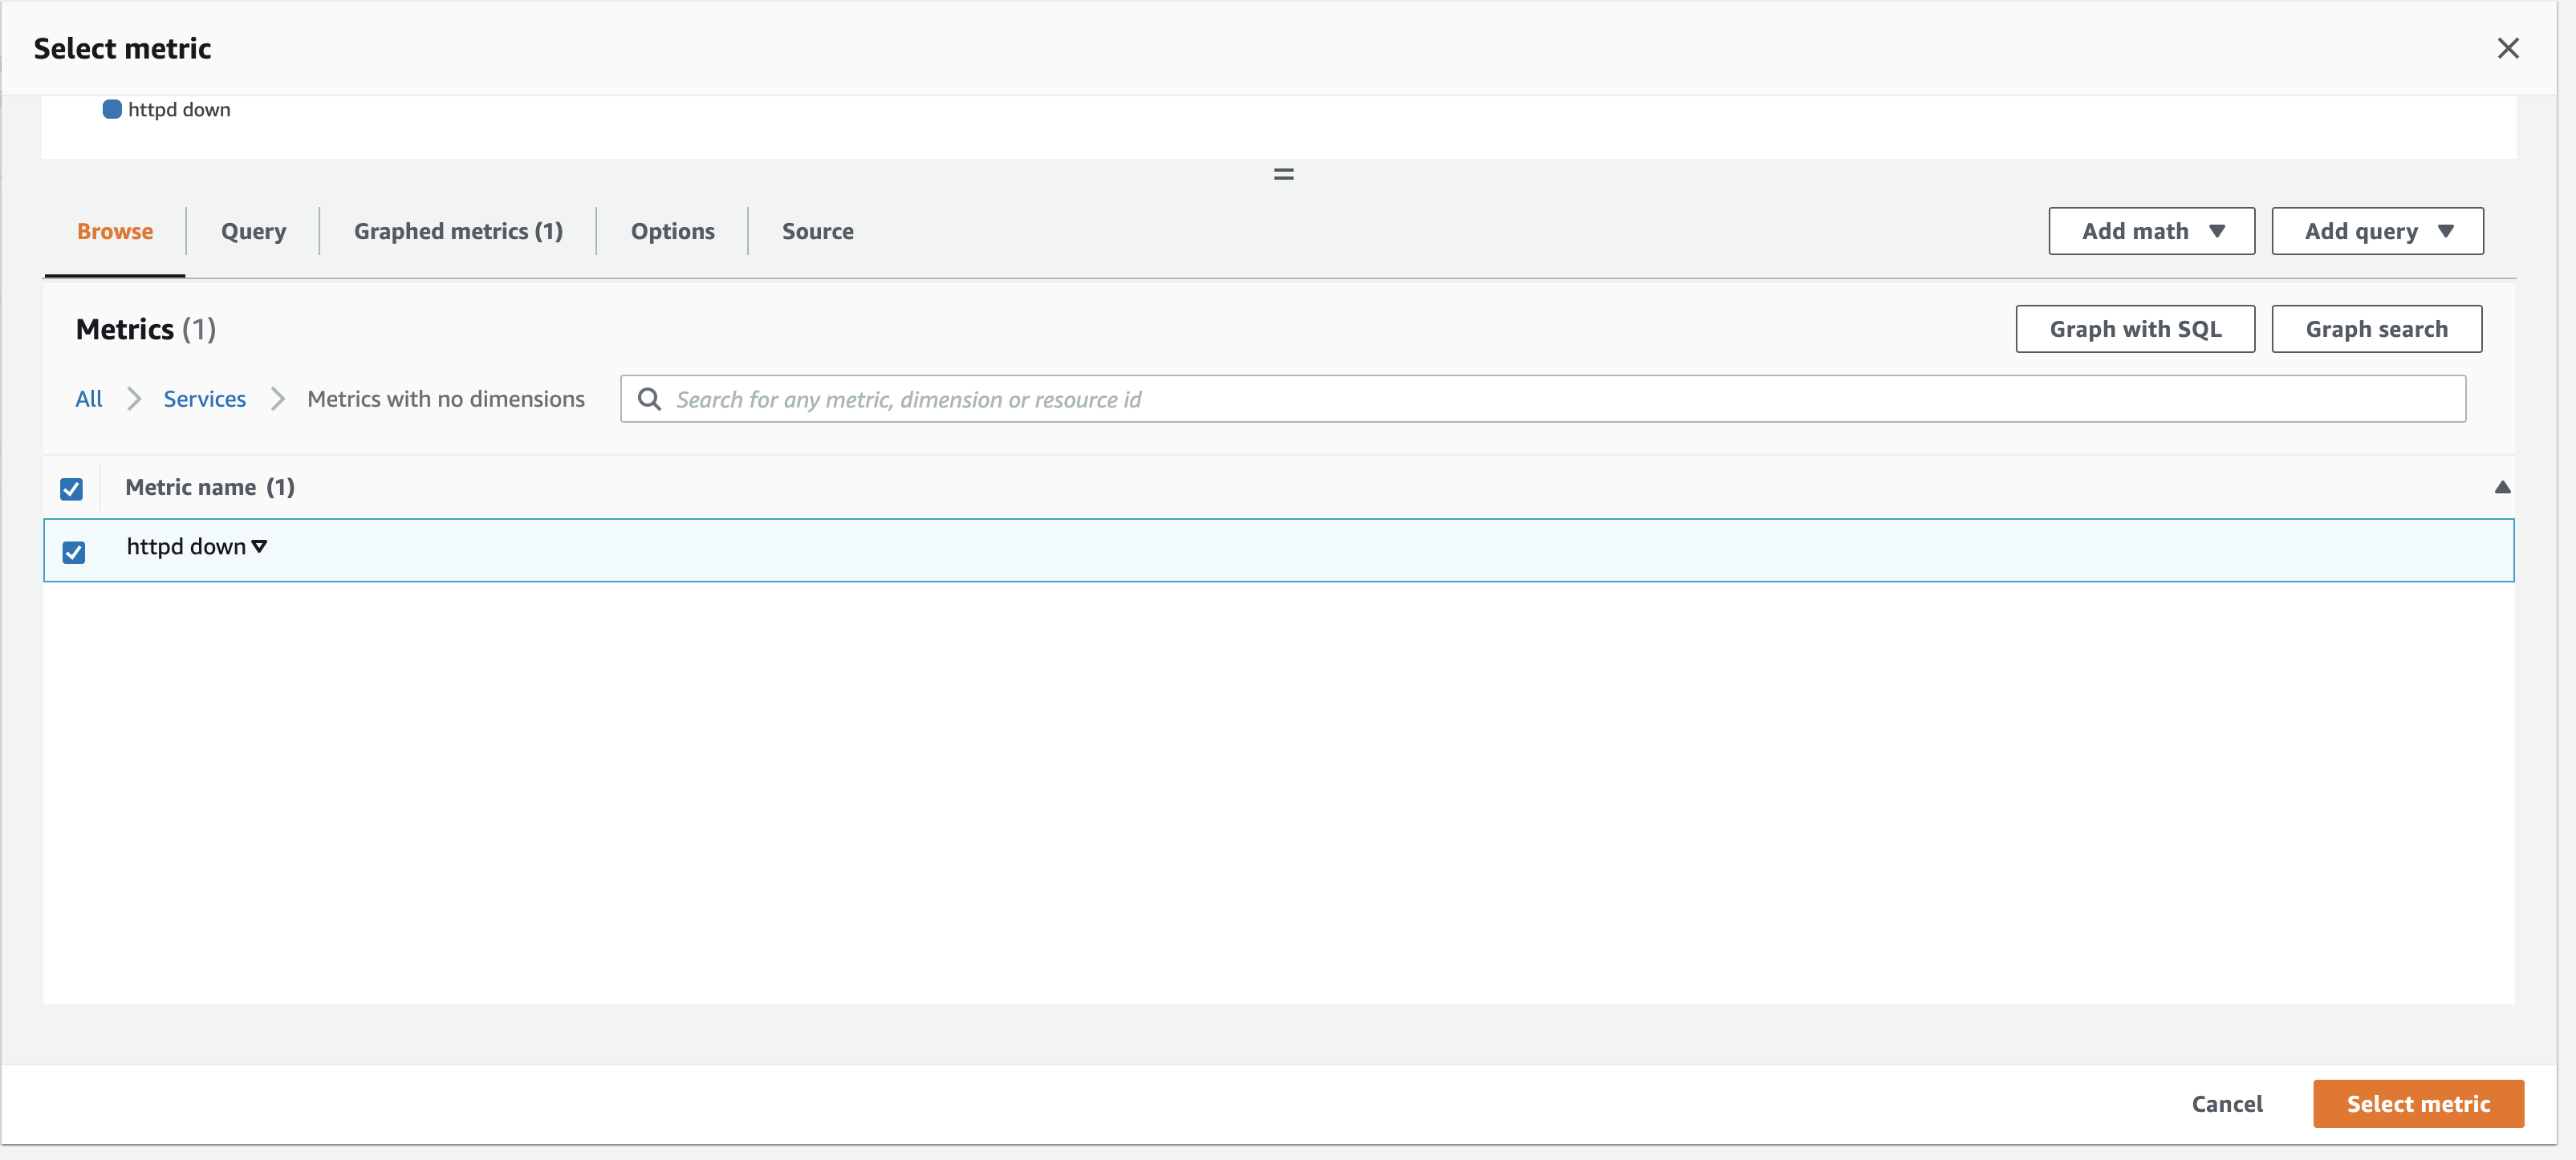 Select metric
httpd down
Browse
Query
Graphed metrics (1)
Options
Source
Add math
Add query
Metrics (1)
Graph with SQL
Graph search
All
Services
Metrics with no dimensions
Search for any metric, dimension or resource id
Metric name (1)
httpd down
Cancel
Select metric